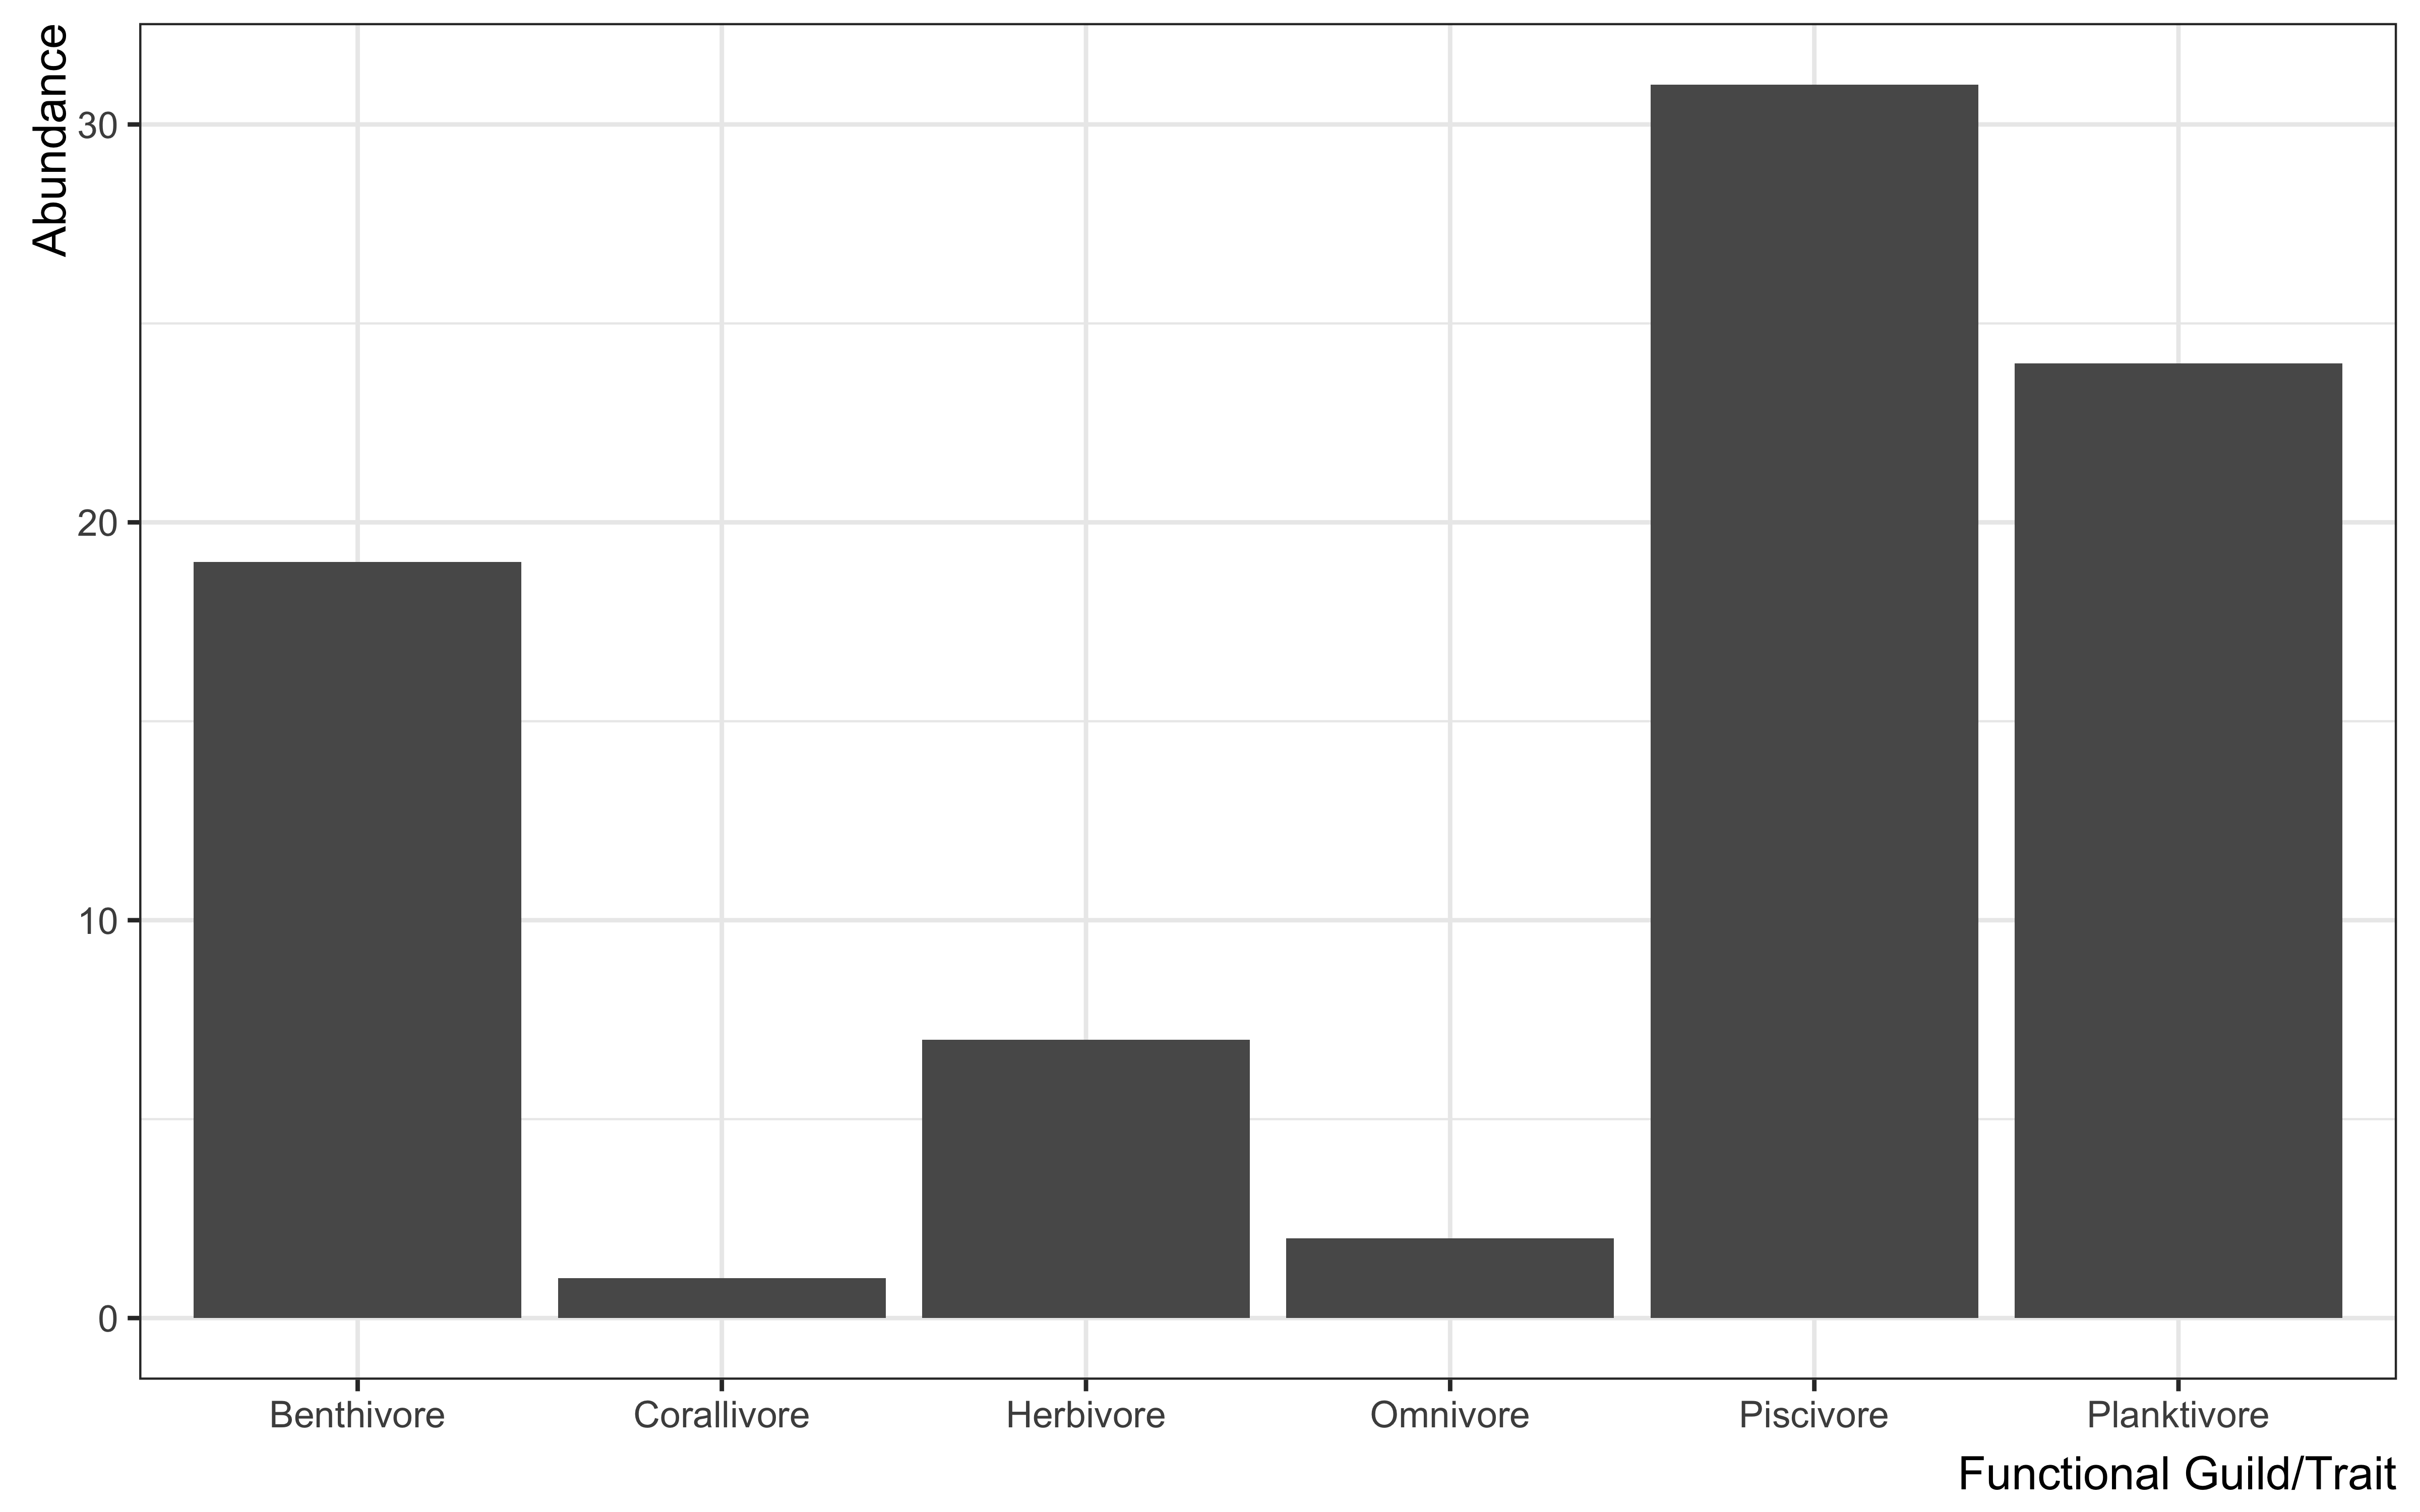 Abundance
30
20
10
0
Benthivore Corallivore Herbivore Omnivore Piscivore Planktivore
Functional Guild/Trait